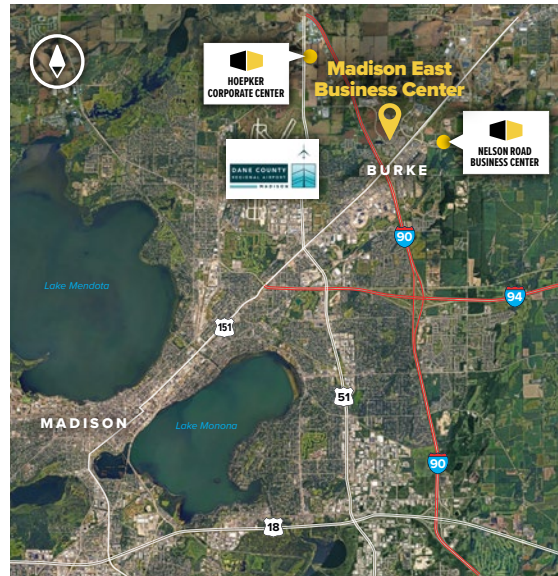 HOEPKER
CORPORATE CENTER
Madison East
Business Center
NELSON ROAD
BUSINESS CENTER
DANE COUNTY
REGIONAL AIRPORT
MADISON
BURKE
90
Lake Mendota
94
151
51
MADISON
Lake Monona
90
18